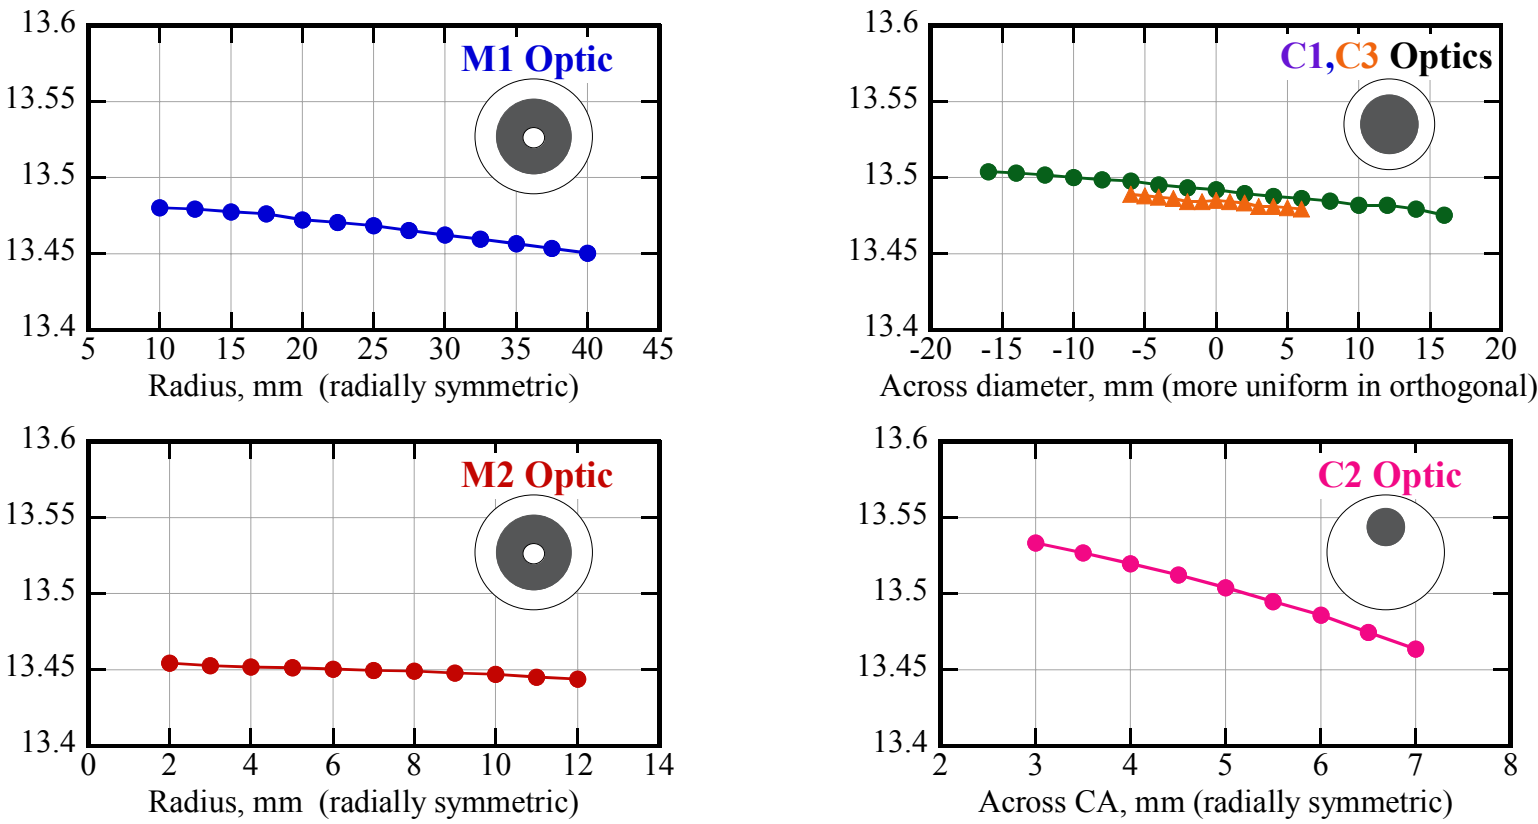 M1 Optic
13.6
13.55
13.5
13.45
13.4
5 10 15 20 25 30 35 40 45
Radius, mm (radially symmetric)
C1,C3 Optics
13.6
13.55
13.5
13.45
13.4
-20 -15 -10 -5 0 5 10 15 20
Across diameter, mm (more uniform in orthogonal)
M2 Optic
13.6
13.55
13.5
13.45
13.4
0 2 4 6 8 10 12 14
Radius, mm (radially symmetric)
C2 Optic
13.6
13.55
13.5
13.45
13.4
2 3 4 5 6 7 8
Across CA, mm (radially symmetric)